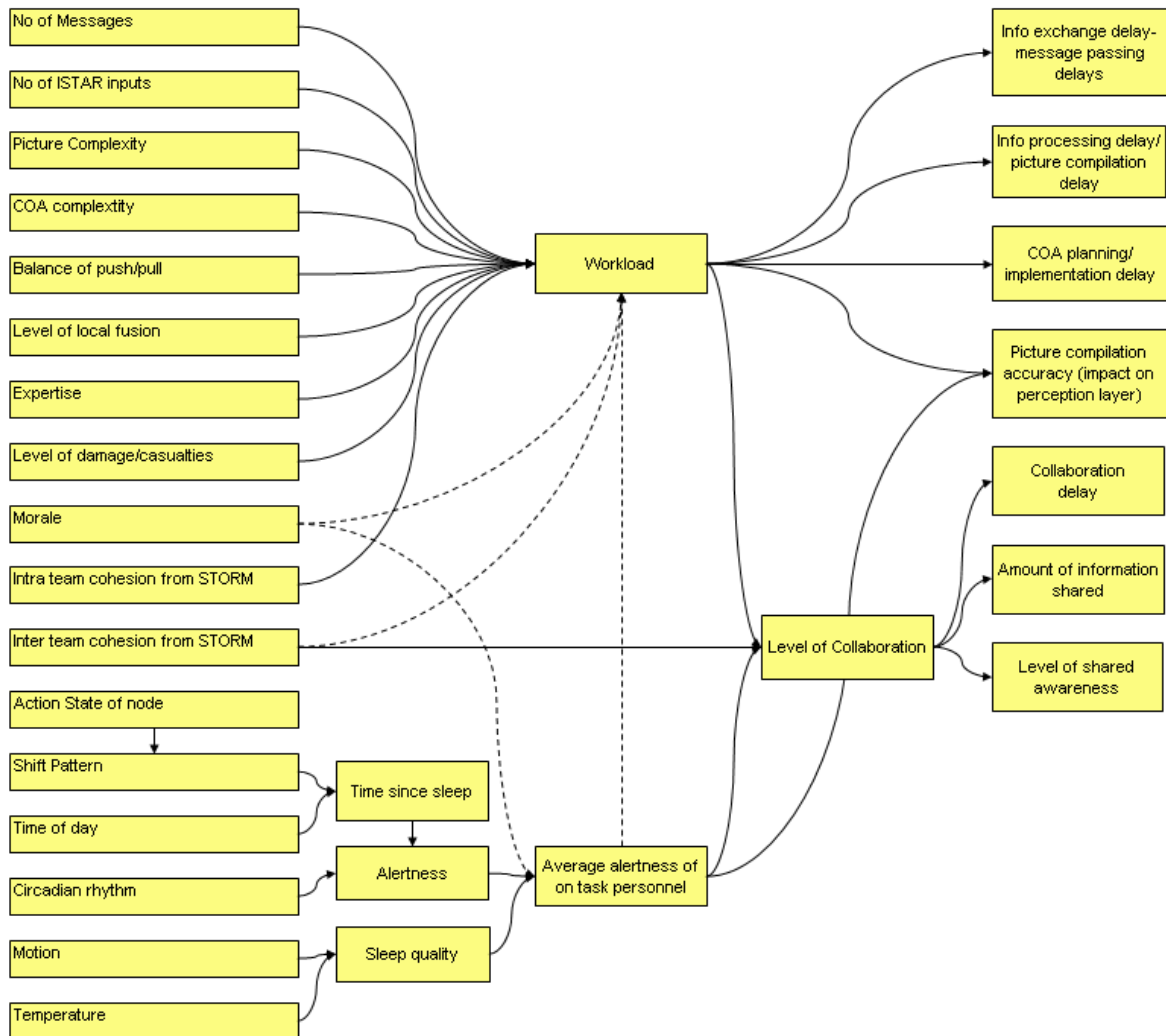 No of Messages
No of ISTAR inputs
Picture Complexity
COA complextity
Balance of push/pull
Level of local fusion
Expertise
Level of damage/casualties
Morale
Intra team cohesion from STORM
Inter team cohesion from STORM
Action State of node
Shift Pattern
Time of day
Circadian rhythm
Motion
Temperature
Time since sleep
Alertness
Sleep quality
Workload
Average alertness of
on task personnel
Level of Collaboration
Info exchange delay-
message passing
delays
Info processing delay/
picture compilation
delay
COA planning/
implementation delay
Picture compilation
accuracy (impact on
perception layer)
Collaboration
delay
Amount of information
shared
Level of shared
awareness